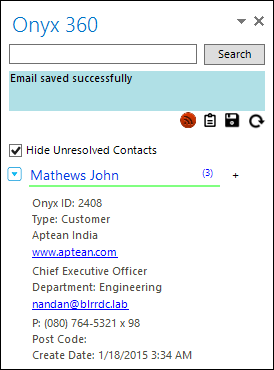 Onyx 360
Search
Email saved successfully
Hide Unresolved Contacts
Mathews John (3) +
Onyx ID: 2408
Type: Customer
Aptean India
www.aptean.com
Chief Executive Officer
Department: Engineering
nandan@blrrdc.lab
P: (080) 764-5321 x 98
Post Code:
Create Date: 1/18/2015 3:34 AM